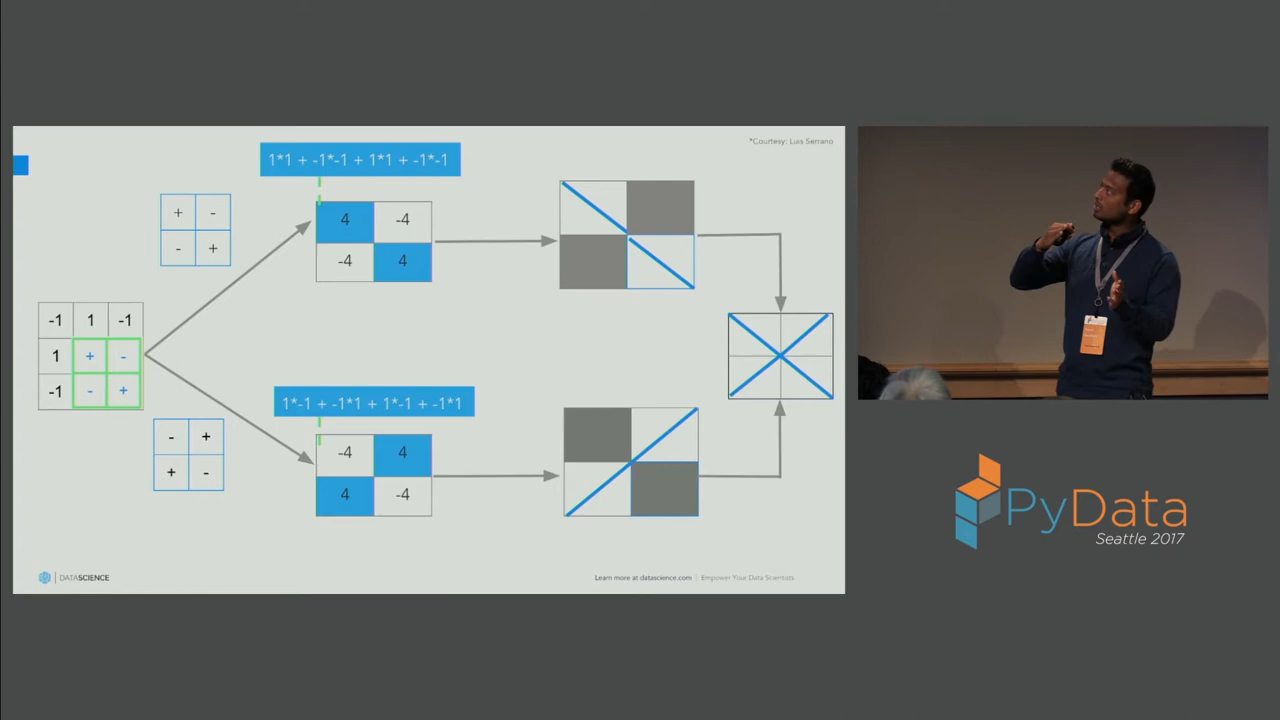 *Courtesy: Luis Serrano
1*1 + -1*-1 + 1*1 + -1*-1
+ -
- +
4 -4
-4 4
-1 1 -1
1 + -
-1 - +
1*-1 + -1*1 + 1*-1 + -1*1
- +
+ -
-4 4
4 -4
DATASCIENCE
Learn more at datascience.com | Empower Your Data Scientists
PyData
Seattle 2017